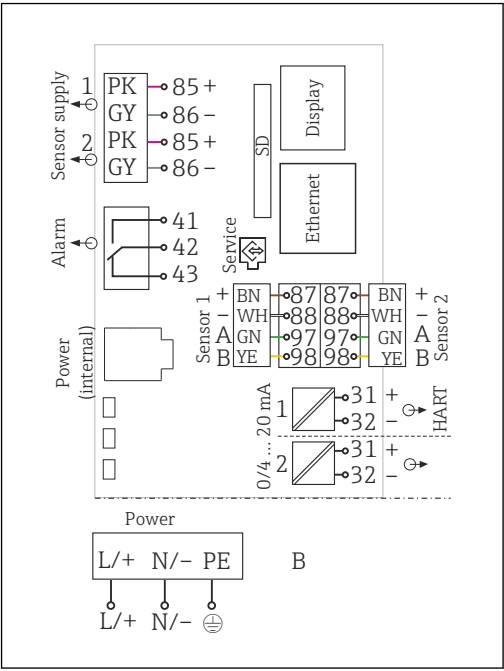 Sensor supply
1 PK 85 +
GY 86 –
2 PK 85 +
GY 86 –
Display
SD
Ethernet
Service
Alarm
41
42
43
Power
(internal)
Sensor 1
+ BN 87 87 BN +
– WH 88 88 WH –
A GN 97 97 GN A
B YE 98 98 YE B
Sensor 2
0/4 ... 20 mA
1 31 +
32 –
HART
2 31 +
32 –
Power
L/+ N/– PE
B
L/+ N/–